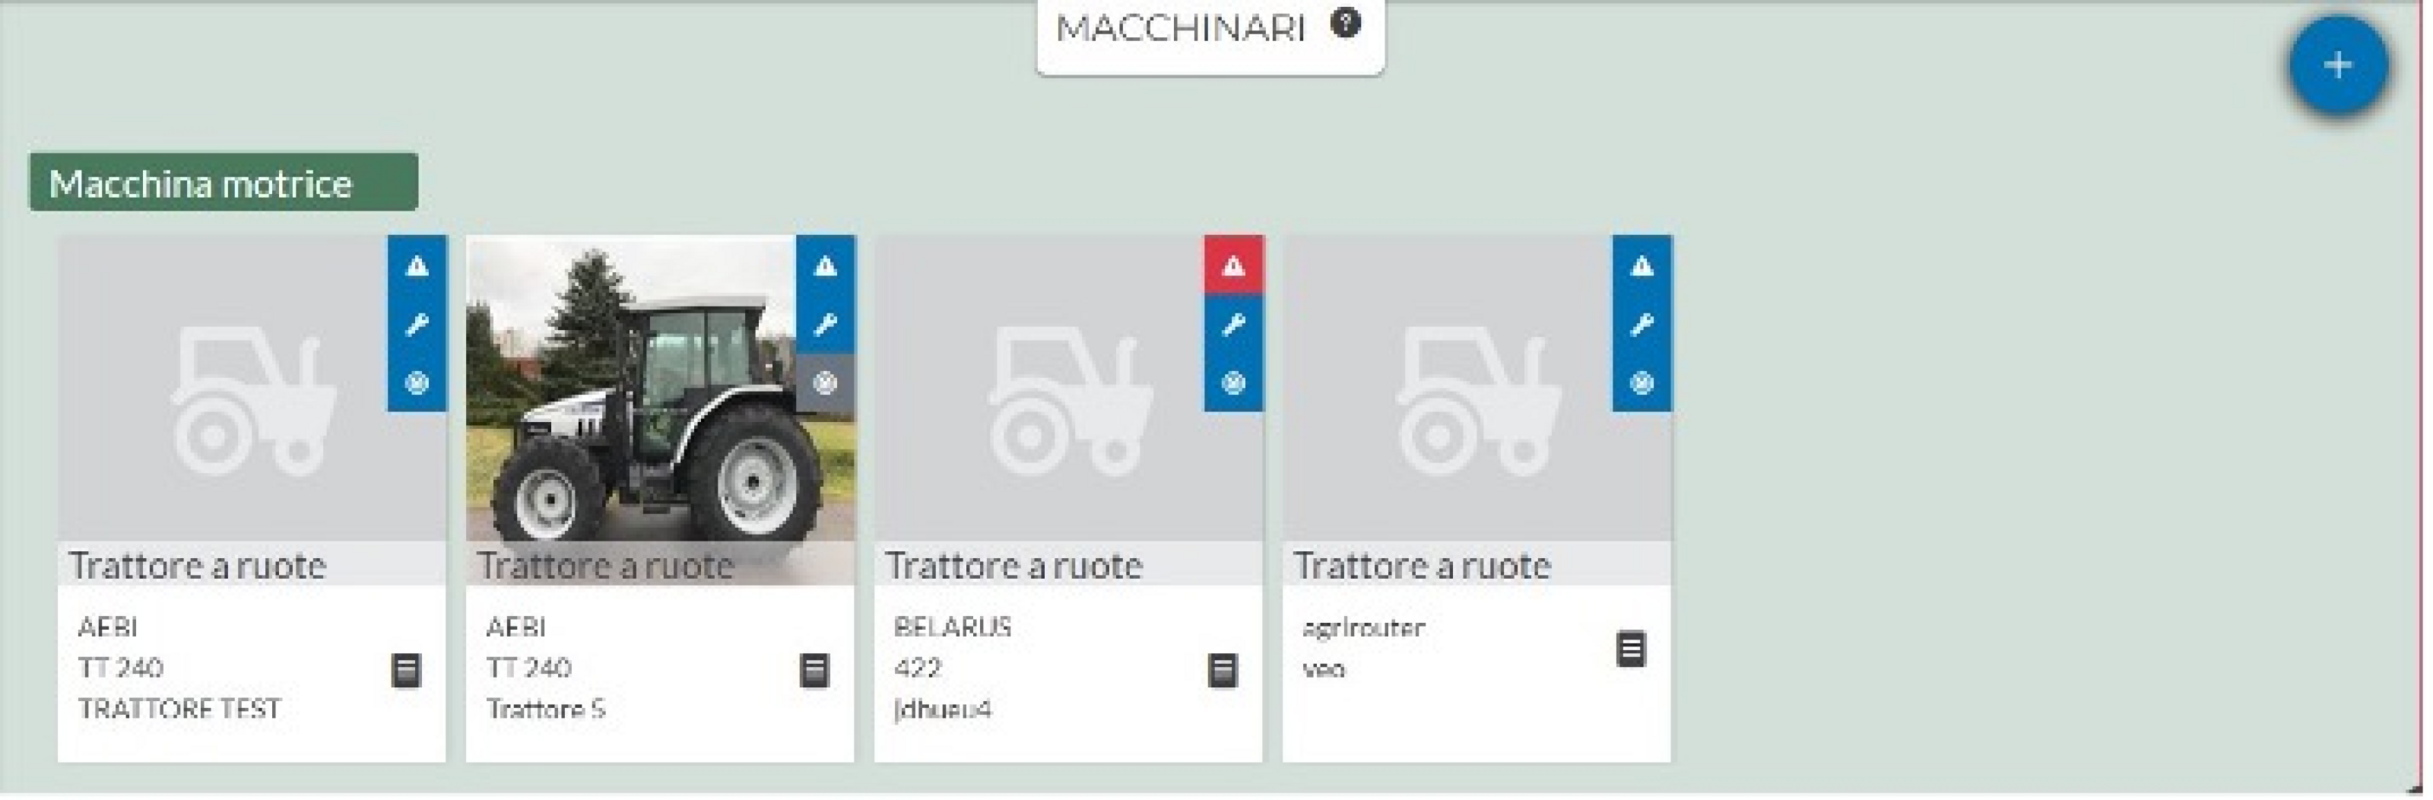 MACCHINARI ?
+
Macchina motrice
Trattore a ruote
AEBI
TT 240
TRATTORE TEST
Trattore a ruote
AEBI
TT 240
Trattore 5
Trattore a ruote
BELARUS
422
jdhueu4
Trattore a ruote
agrirouter
veo